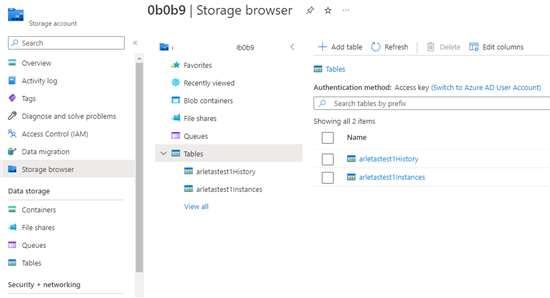 Storage account
0b0b9 | Storage browser
Search
Overview
Activity log
Tags
Diagnose and solve problems
Access Control (IAM)
Data migration
Storage browser
Data storage
Containers
File shares
Queues
Tables
Security + networking
0b0b9
Favorites
Recently viewed
Blob containers
File shares
Queues
Tables
arletastest1History
arletastest1Instances
View all
Add table Refresh Delete Edit columns
Tables
Authentication method: Access key (Switch to Azure AD User Account)
Search tables by prefix
Showing all 2 items
Name
arletastest1History
arletastest1Instances